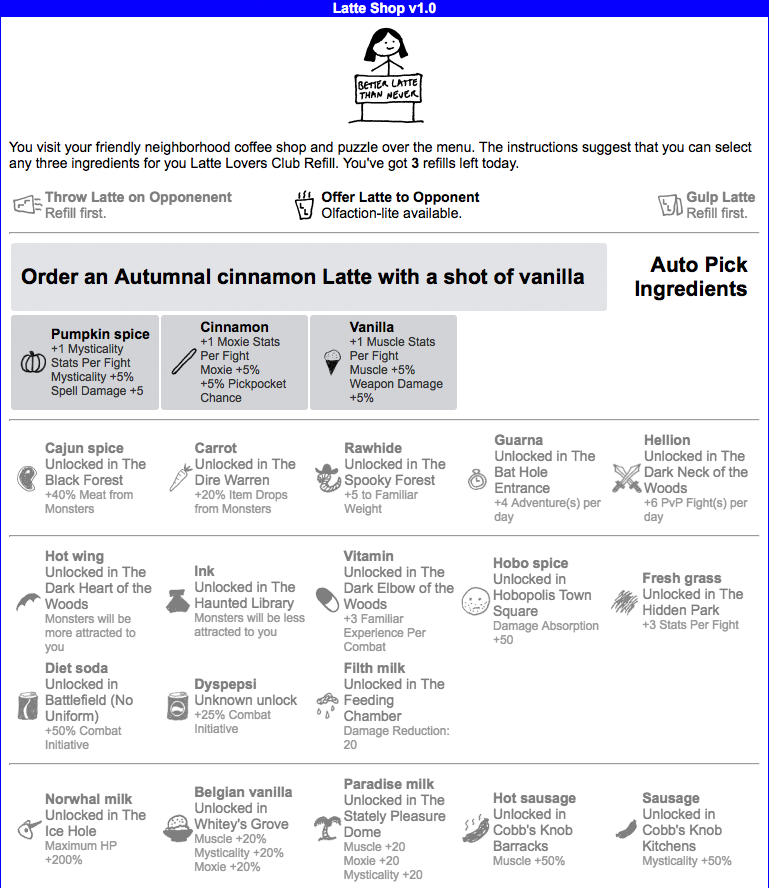 Latte Shop v1.0
BETTER LATTE
THAN NEVER
You visit your friendly neighborhood coffee shop and puzzle over the menu. The instructions suggest that you can select
any three ingredients for you Latte Lovers Club Refill. You've got 3 refills left today.
Throw Latte on Opponenent
Refill first.
Offer Latte to Opponent
Olfaction-lite available.
Gulp Latte
Refill first.
Order an Autumnal cinnamon Latte with a shot of vanilla
Auto Pick
Ingredients
Pumpkin spice
+1 Mysticality
Stats Per Fight
Mysticality +5%
Spell Damage +5
Cinnamon
+1 Moxie Stats
Per Fight
Moxie +5%
+5% Pickpocket
Chance
Vanilla
+1 Muscle Stats
Per Fight
Muscle +5%
Weapon Damage
+5%
Cajun spice
Unlocked in The
Black Forest
+40% Meat from
Monsters
Carrot
Unlocked in The
Dire Warren
+20% Item Drops
from Monsters
Rawhide
Unlocked in The
Spooky Forest
+5 to Familiar
Weight
Guarna
Unlocked in The
Bat Hole
Entrance
+4 Adventure(s) per
day
Hellion
Unlocked in The
Dark Neck of the
Woods
+6 PvP Fight(s) per
day
Hot wing
Unlocked in The
Dark Heart of the
Woods
Monsters will be
more attracted to
you
Ink
Unlocked in The
Haunted Library
Monsters will be less
attracted to you
Vitamin
Unlocked in The
Dark Elbow of the
Woods
+3 Familiar
Experience Per
Combat
Hobo spice
Unlocked in
Hobopolis Town
Square
Damage Absorption
+50
Fresh grass
Unlocked in The
Hidden Park
+3 Stats Per Fight
Diet soda
Unlocked in
Battlefield (No
Uniform)
+50% Combat
Initiative
Dyspepsi
Unknown unlock
+25% Combat
Initiative
Filth milk
Unlocked in The
Feeding
Chamber
Damage Reduction:
20
Norwhal milk
Unlocked in The
Ice Hole
Maximum HP
+200%
Belgian vanilla
Unlocked in
Whitey's Grove
Muscle +20%
Mysticality +20%
Moxie +20%
Paradise milk
Unlocked in The
Stately Pleasure
Dome
Muscle +20
Moxie +20
Mysticality +20
Hot sausage
Unlocked in
Cobb's Knob
Barracks
Muscle +50%
Sausage
Unlocked in
Cobb's Knob
Kitchens
Mysticality +50%